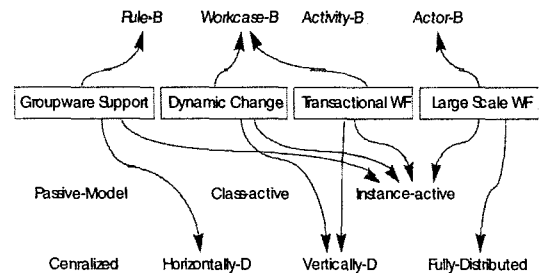 Rule-B Workcase-B Activity-B Actor-B
Groupware Support Dynamic Change Transactional WF Large Scale WF
Passive-Model Class-active Instance-active
Cenralized Horizontally-D Vertically-D Fully-Distributed